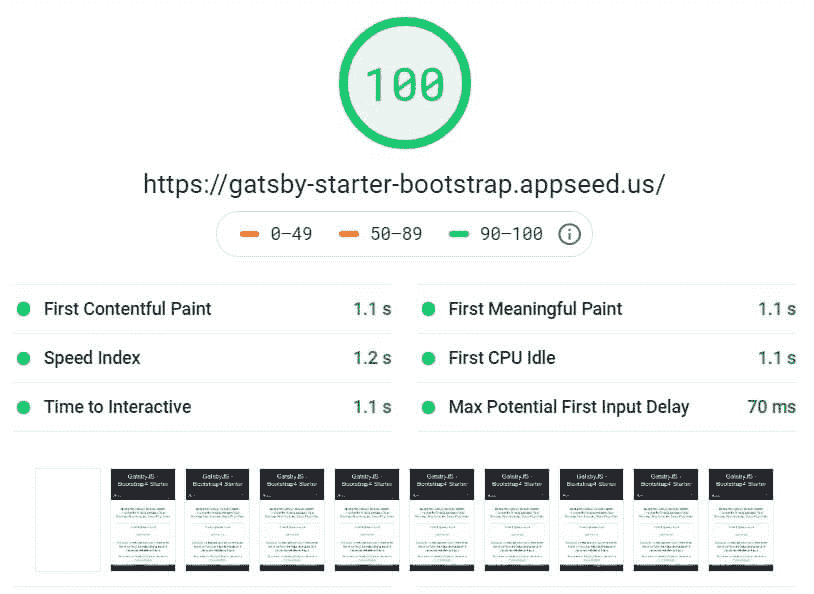 100
https://gatsby-starter-bootstrap.appseed.us/
0–49 50–89 90–100
First Contentful Paint 1.1 s
First Meaningful Paint 1.1 s
Speed Index 1.2 s
First CPU Idle 1.1 s
Time to Interactive 1.1 s
Max Potential First Input Delay 70 ms
GatsbyJS -
Bootstrap4 Starter
GatsbyJS -
Bootstrap4 Starter
GatsbyJS -
Bootstrap4 Starter
GatsbyJS -
Bootstrap4 Starter
GatsbyJS -
Bootstrap4 Starter
GatsbyJS -
Bootstrap4 Starter
GatsbyJS -
Bootstrap4 Starter
GatsbyJS -
Bootstrap4 Starter
GatsbyJS -
Bootstrap4 Starter